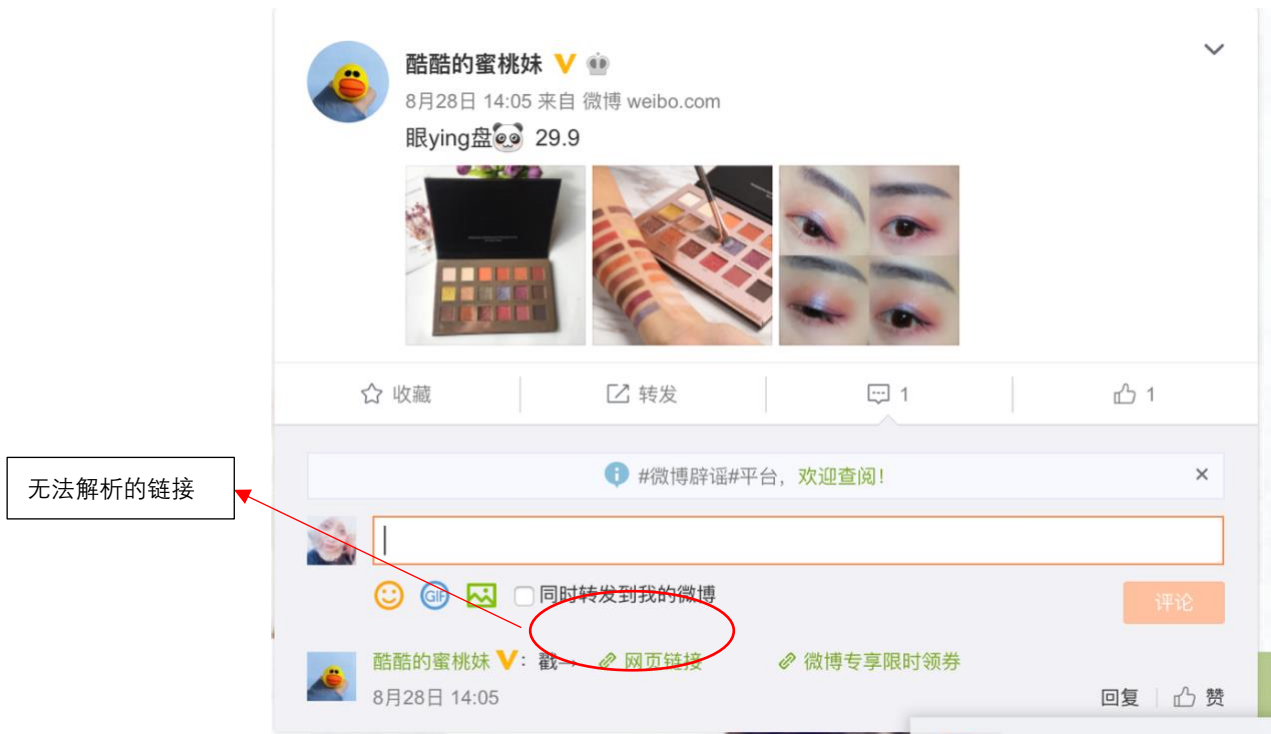 酷酷的蜜桃妹
8月28日 14:05 来自 微博 weibo.com
眼ying盘 29.9
收藏
转发
1
1
#微博辟谣#平台，欢迎查阅！
无法解析的链接
GIF
同时转发到我的微博
评论
酷酷的蜜桃妹：戳→ 网页链接 微博专享限时领券
8月28日 14:05
回复 赞